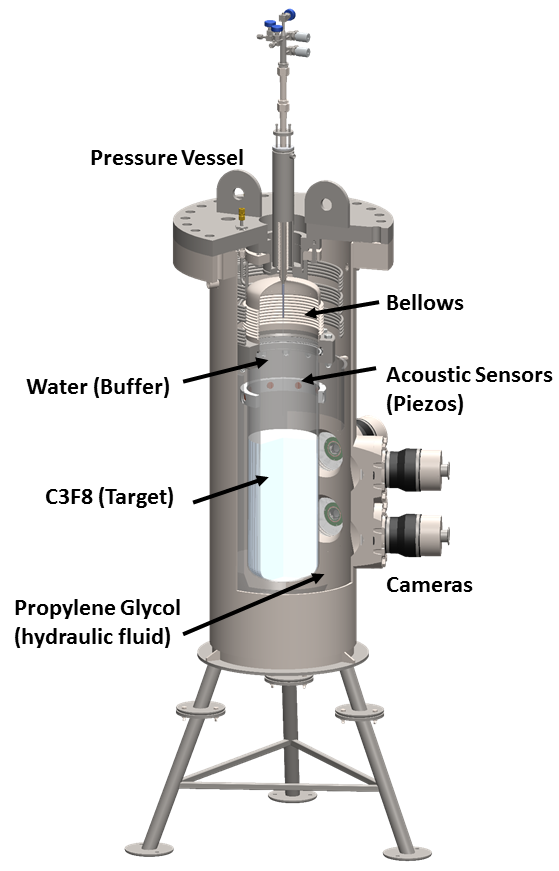 Pressure Vessel
Bellows
Water (Buffer)
Acoustic Sensors
(Piezos)
C3F8 (Target)
Cameras
Propylene Glycol
(hydraulic fluid)